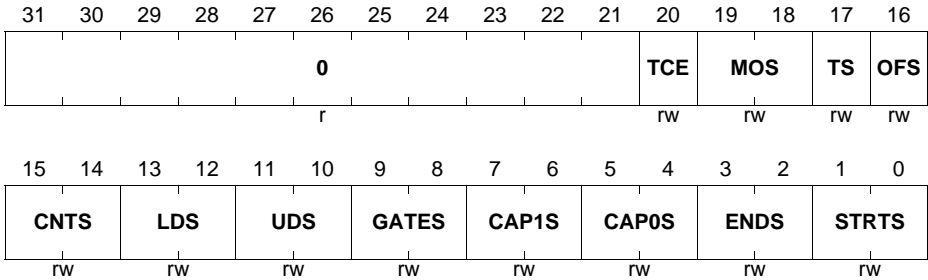 31 30 29 28 27 26 25 24 23 22 21 20 19 18 17 16
0 TCE MOS TS OFS
r rw rw rw rw
15 14 13 12 11 10 9 8 7 6 5 4 3 2 1 0
CNTS LDS UDS GATES CAP1S CAP0S ENDS STRTS
rw rw rw rw rw rw rw rw